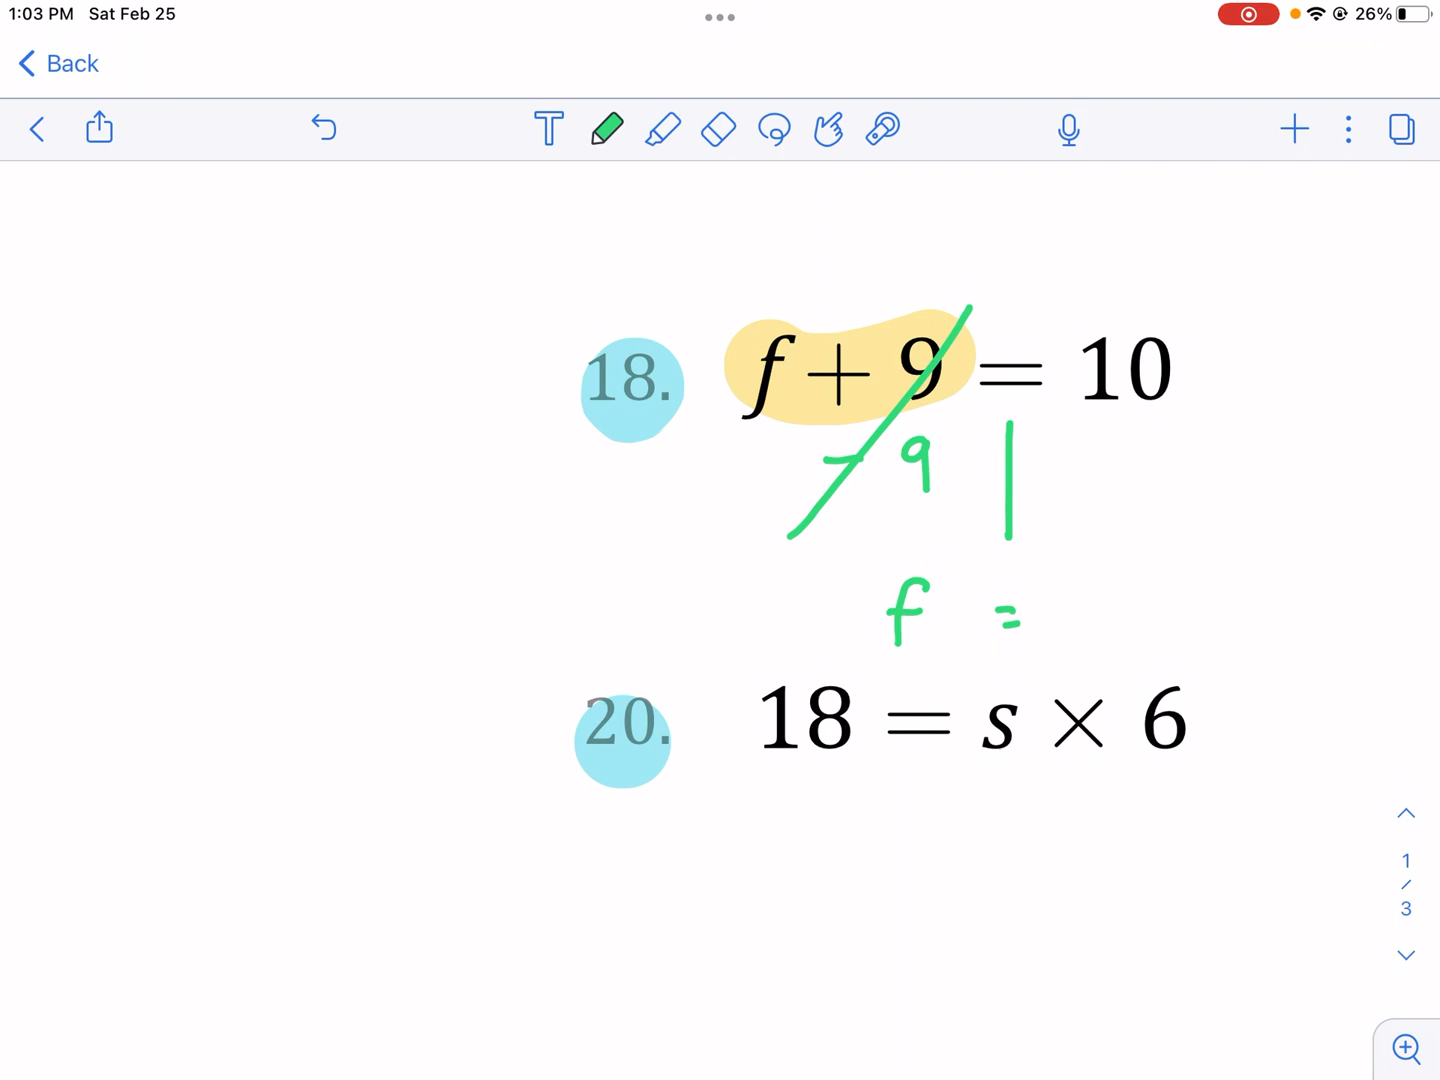 1:03 PM Sat Feb 25
26%
Back
T
18. f + 9 = 10
- 9
f =
20. 18 = s × 6
1
/
3